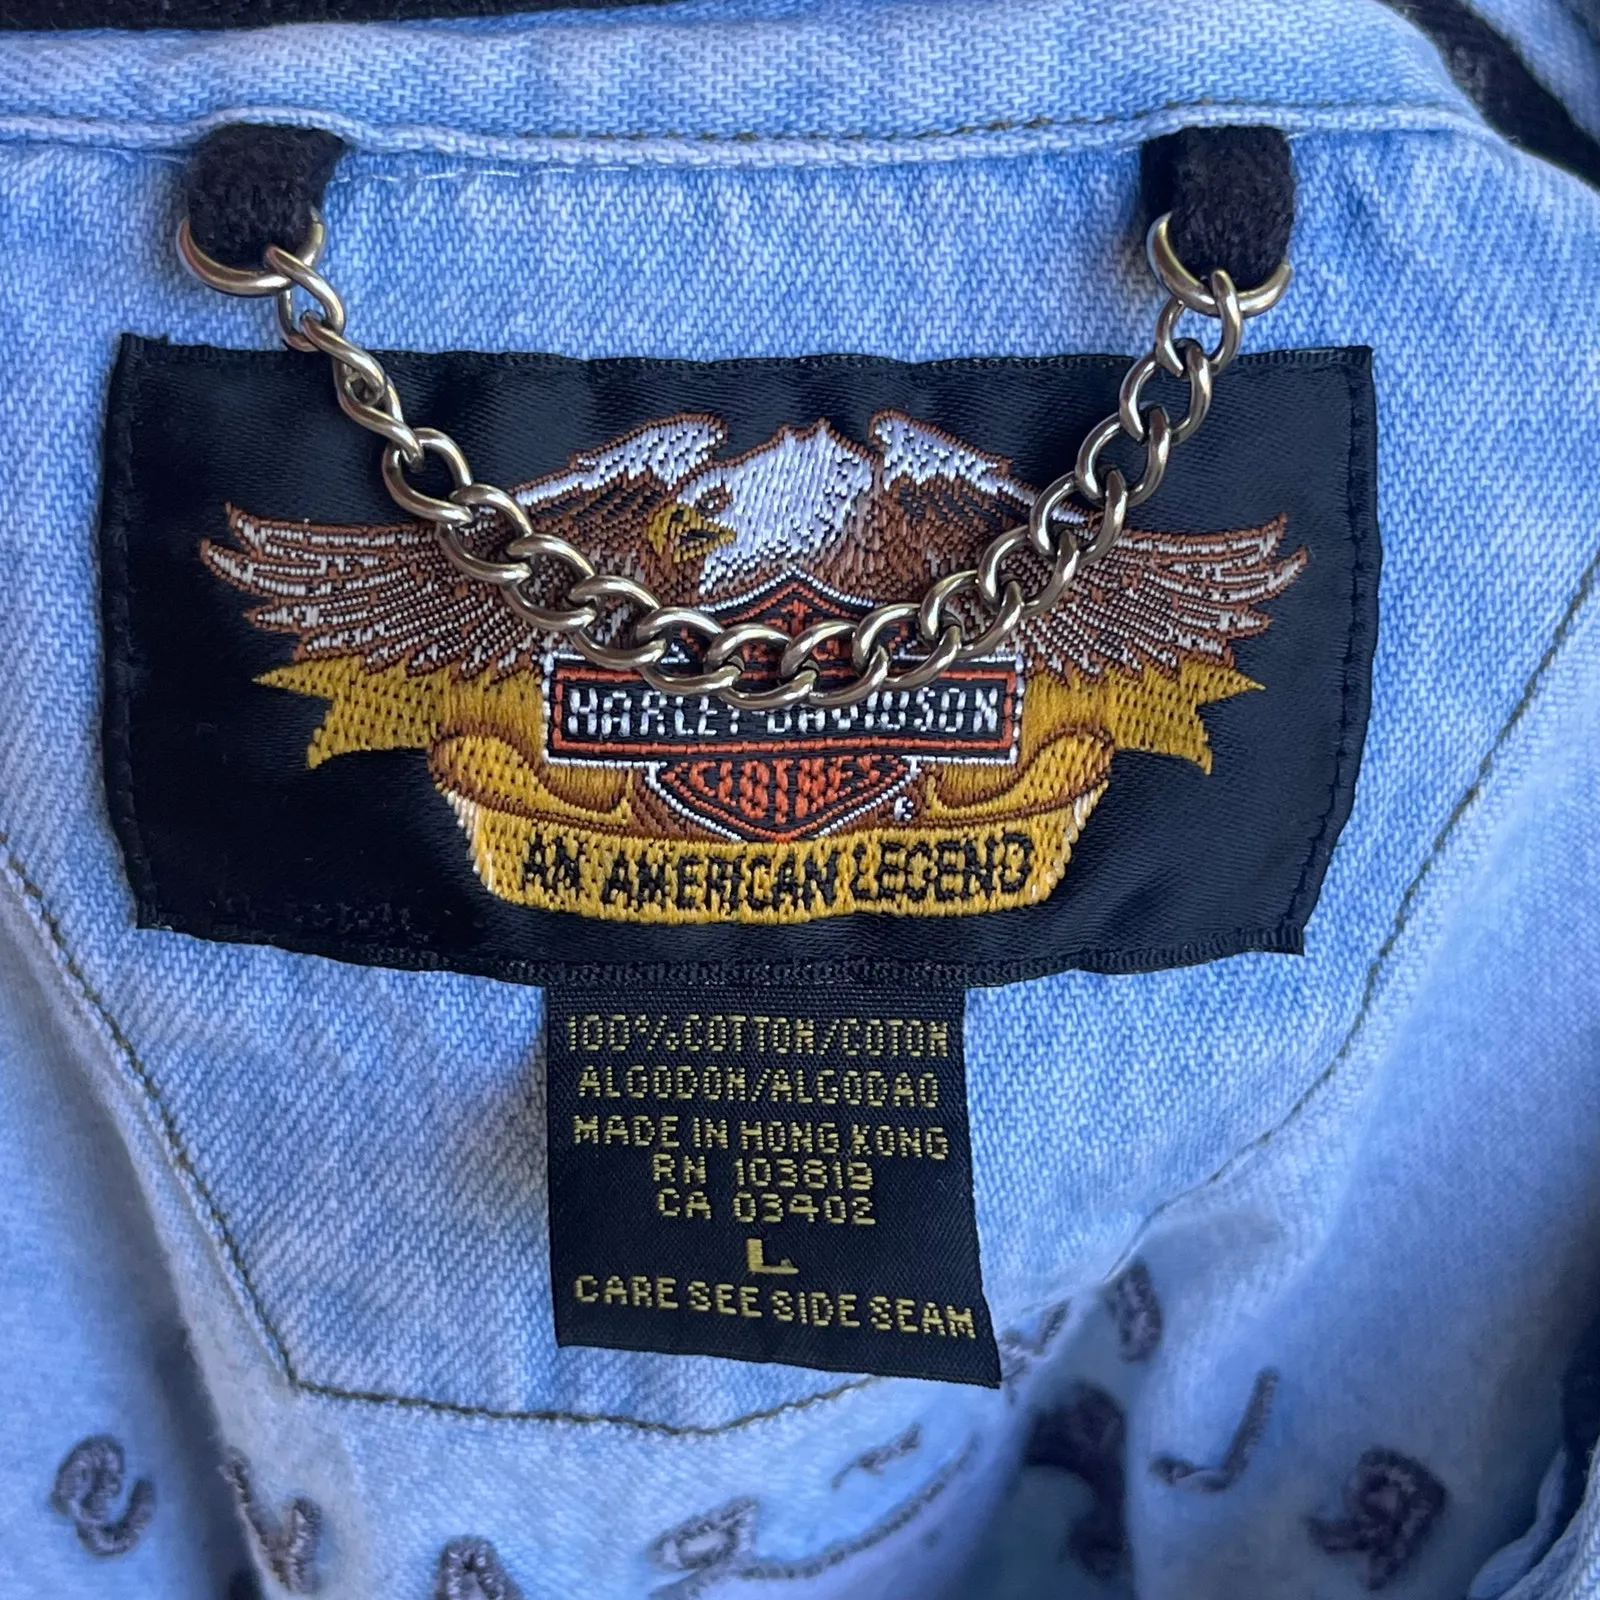 HARLEY-DAVIDSON
CLOTHES
®
AN AMERICAN LEGEND
100% COTTON/COTON
ALGODON/ALGODAO
MADE IN HONG KONG
RN 103819
CA 03402
L
CARE SEE SIDE SEAM